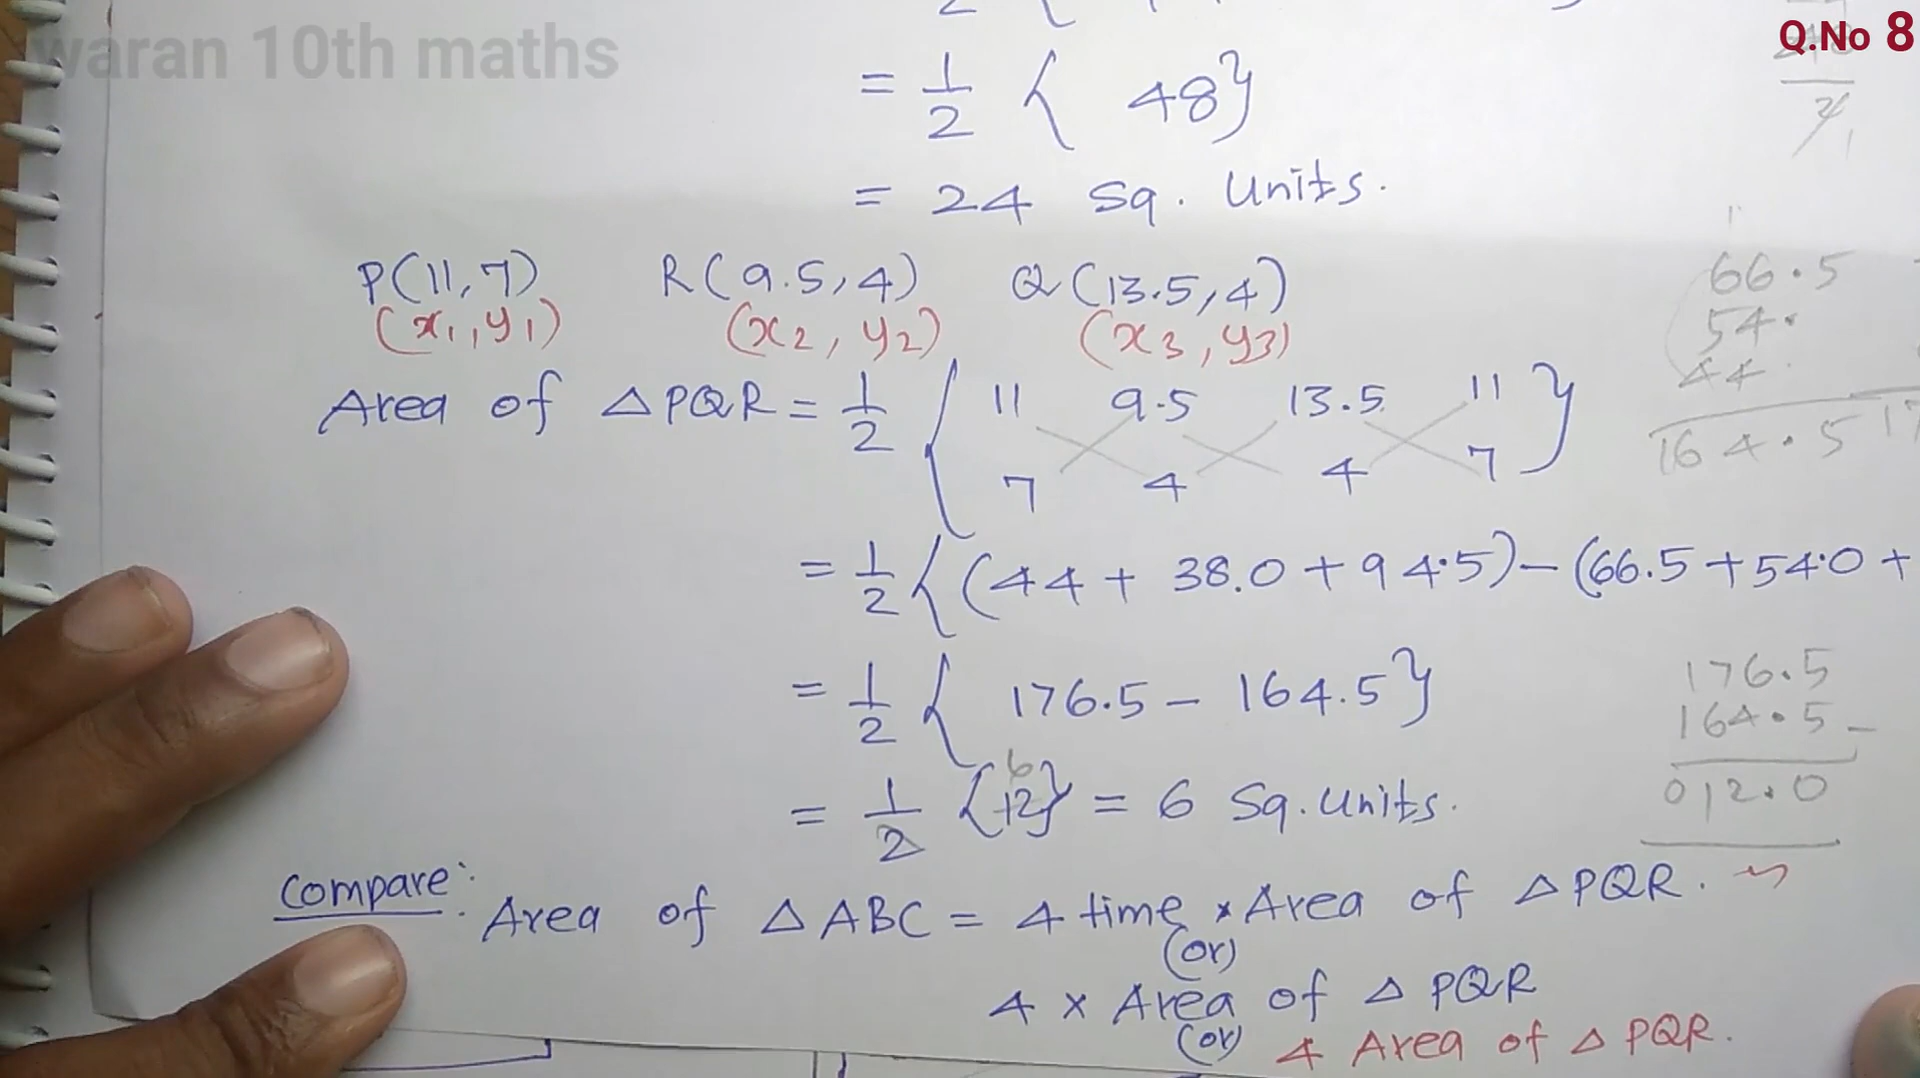 waran 10th maths
Q.No 8
= 1/2 { 48}
= 24 Sq. Units.
P(11,7) R(9.5,4) Q(13.5,4)
(x1,y1) (x2,y2) (x3,y3)
Area of △PQR = 1/2 { 11 9.5 13.5 11 }
7 4 4 7
= 1/2 {(44 + 38.0 + 94.5) - (66.5 + 54.0 +
= 1/2 { 176.5 - 164.5}
= 1/2 {12} = 6 Sq. Units.
6
Compare: Area of △ABC = 4 time × Area of △PQR.
(or)
4 × Area of △ PQR
(or) 4 Area of △ PQR.
66.5
54.
44
164.5
176.5
164.5 -
012.0